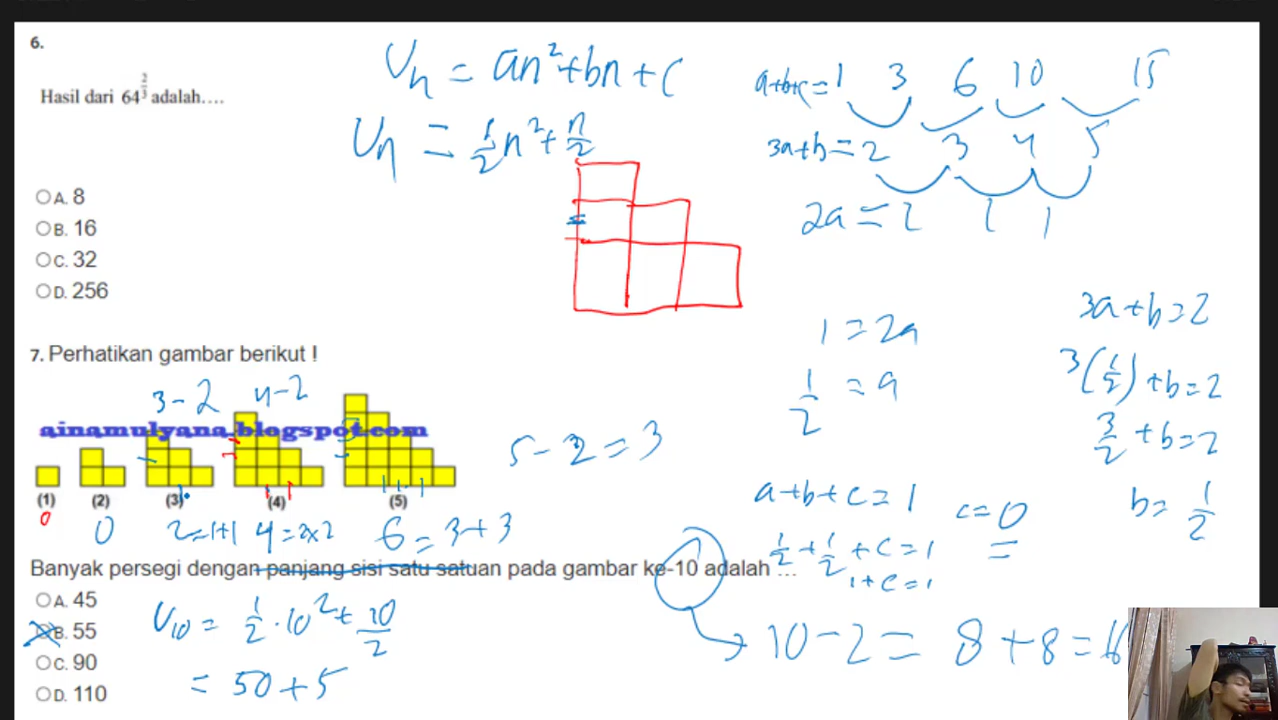 6.
Hasil dari 64^(2/3) adalah....
A. 8
B. 16
C. 32
D. 256
Uₙ = an²+bn+c
Uₙ = 1/2 n² + n/2
a+b+c = 1 3 6 10 15
3a+b = 2 3 4 5
2a = 1 1 1
1 = 2a
1/2 = a
3a+b=2
3(1/2)+b=2
3/2 +b=2
b= 1/2
a+b+c=1
1/2+1/2+c=1
1+c=1
c=0
7. Perhatikan gambar berikut !
3-2 4-2
ainamulyana.blogspot.com
5-2=3
(1) (2) (3) (4) (5)
0 0 2=1+1 4=2x2 6=3+3
Banyak persegi dengan panjang sisi satu satuan pada gambar ke-10 adalah ...
A. 45
B. 55
C. 90
D. 110
U₁₀ = 1/2 . 10² + 10/2
= 50+5
10-2= 8+8=16